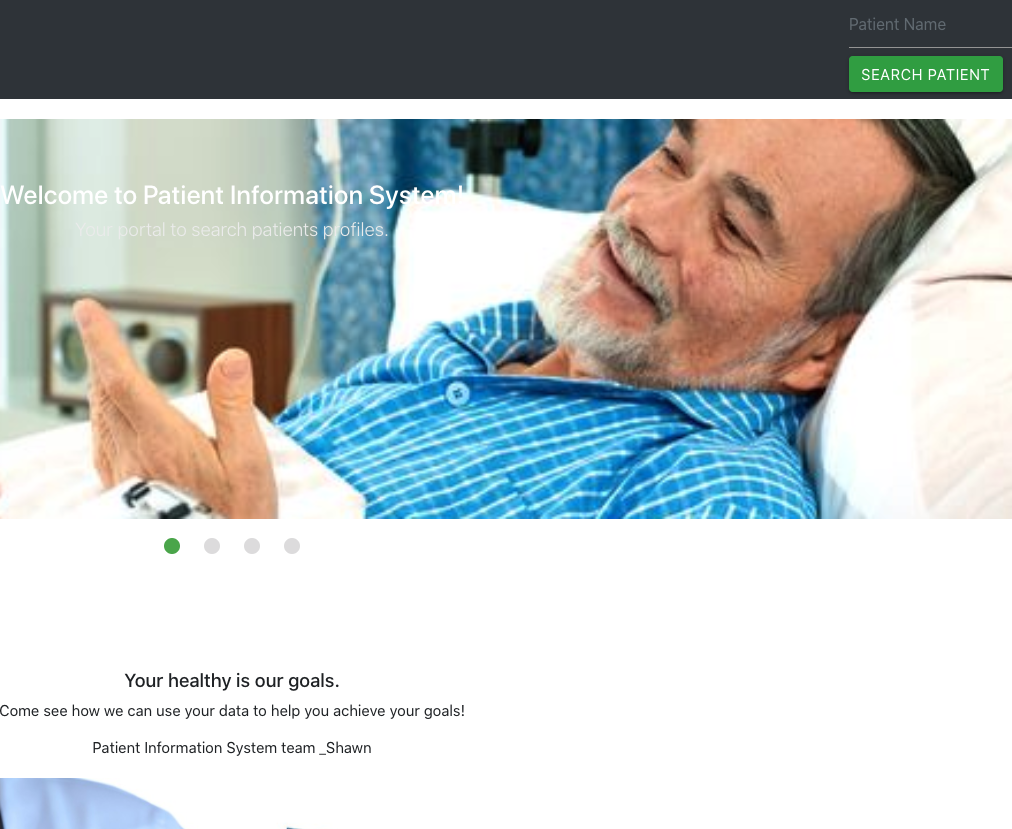 Patient Name
SEARCH PATIENT
Welcome to Patient Information System!
Your portal to search patients profiles.
Your healthy is our goals.
Come see how we can use your data to help you achieve your goals!
Patient Information System team _Shawn